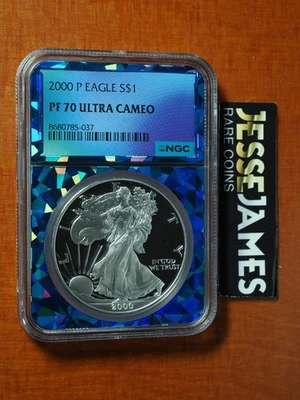 2000 P EAGLE S$1
PF 70 ULTRA CAMEO
8680785-037
NGC
LIBERTY
IN GOD
WE TRUST
2000
JESSE JAMES
RARE COINS